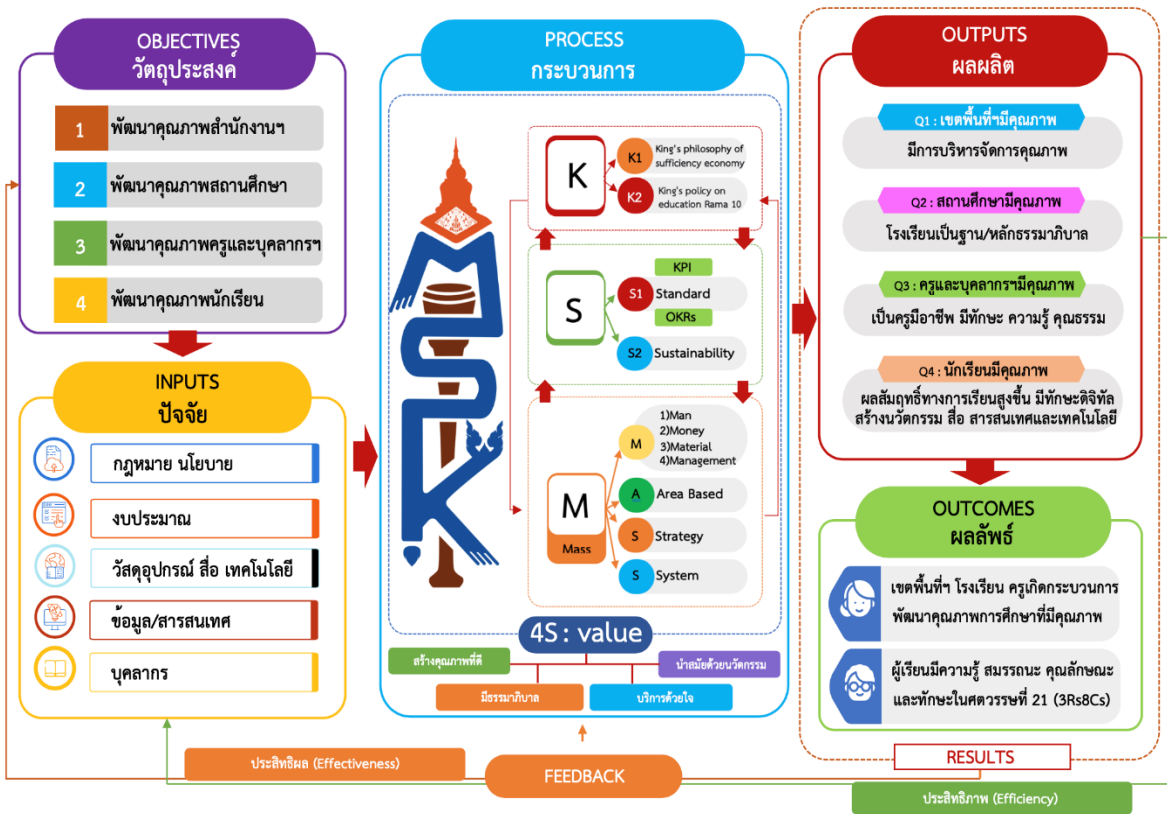 OBJECTIVES
วัตถุประสงค์
1 พัฒนาคุณภาพสำนักงานฯ
2 พัฒนาคุณภาพสถานศึกษา
3 พัฒนาคุณภาพครูและบุคลากรฯ
4 พัฒนาคุณภาพนักเรียน
INPUTS
ปัจจัย
กฎหมาย นโยบาย
งบประมาณ
วัสดุอุปกรณ์ สื่อ เทคโนโลยี
ข้อมูล/สารสนเทศ
บุคลากร
PROCESS
กระบวนการ
MSK
K
K1
King's philosophy of
sufficiency economy
K2
King's policy on
education Rama 10
S
KPI
S1 Standard
OKRs
S2 Sustainability
M
Mass
M
1)Man
2)Money
3)Material
4)Management
A Area Based
S Strategy
S System
4S : value
สร้างคุณภาพที่ดี
นำสมัยด้วยนวัตกรรม
มีธรรมาภิบาล
บริการด้วยใจ
OUTPUTS
ผลผลิต
Q1 : เขตพื้นที่ฯมีคุณภาพ
มีการบริหารจัดการคุณภาพ
Q2 : สถานศึกษามีคุณภาพ
โรงเรียนเป็นฐาน/หลักธรรมาภิบาล
Q3 : ครูและบุคลากรฯมีคุณภาพ
เป็นครูมืออาชีพ มีทักษะ ความรู้ คุณธรรม
Q4 : นักเรียนมีคุณภาพ
ผลสัมฤทธิ์ทางการเรียนสูงขึ้น มีทักษะดิจิทัล
สร้างนวัตกรรม สื่อ สารสนเทศและเทคโนโลยี
OUTCOMES
ผลลัพธ์
เขตพื้นที่ฯ โรงเรียน ครูเกิดกระบวนการ
พัฒนาคุณภาพการศึกษาที่มีคุณภาพ
ผู้เรียนมีความรู้ สมรรถนะ คุณลักษณะ
และทักษะในศตวรรษที่ 21 (3Rs8Cs)
RESULTS
ประสิทธิผล (Effectiveness)
FEEDBACK
ประสิทธิภาพ (Efficiency)